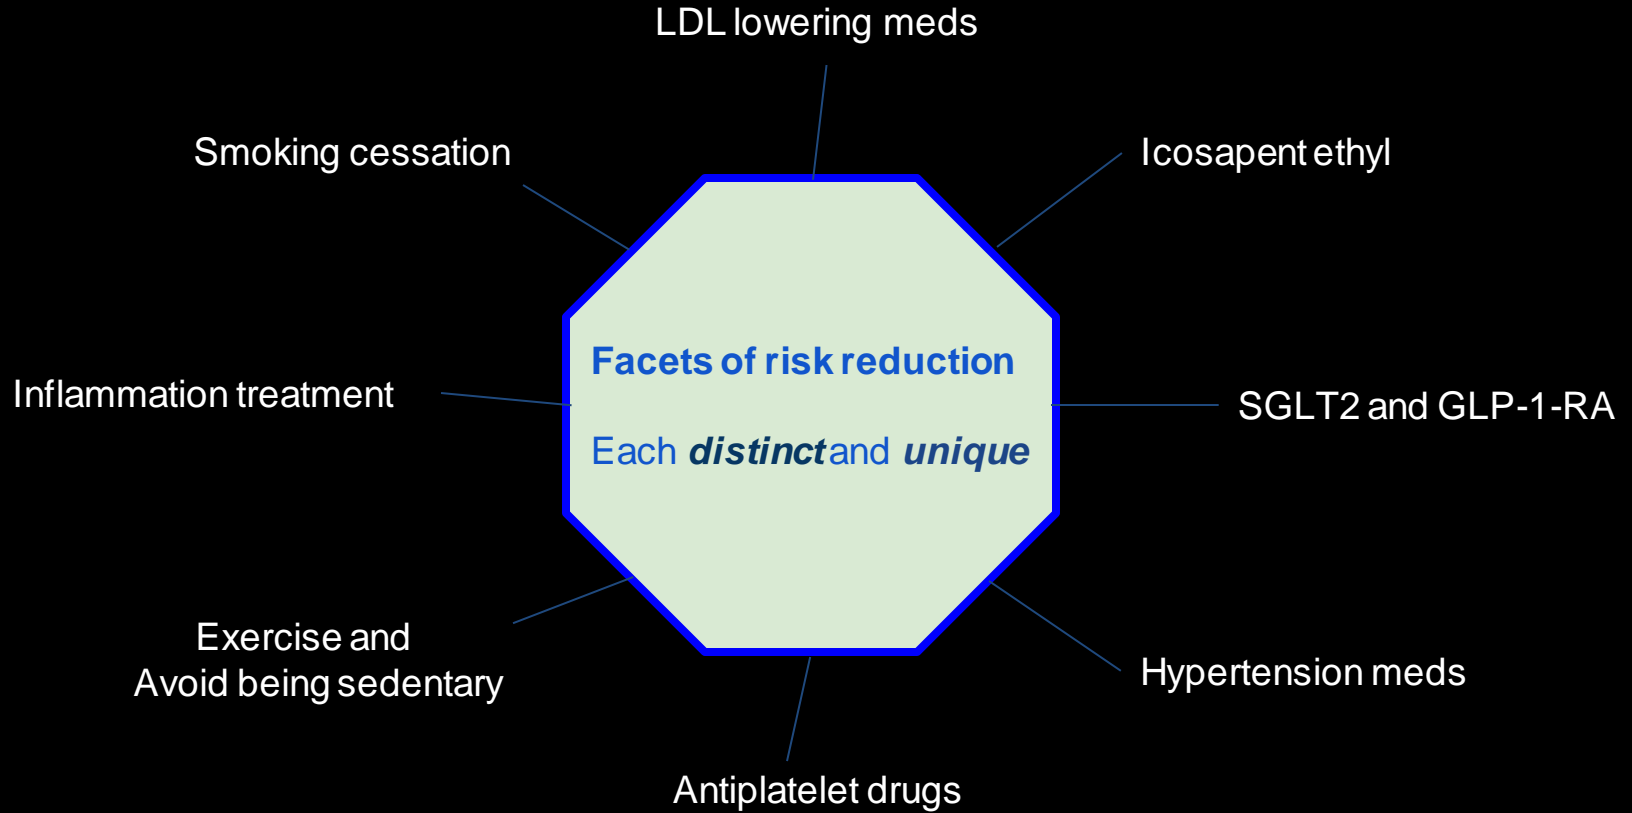 LDL lowering meds
Smoking cessation
Icosapent ethyl
Facets of risk reduction
Inflammation treatment
SGLT2 and GLP-1-RA
Each distinct and unique
Exercise and
Avoid being sedentary
Hypertension meds
Antiplatelet drugs